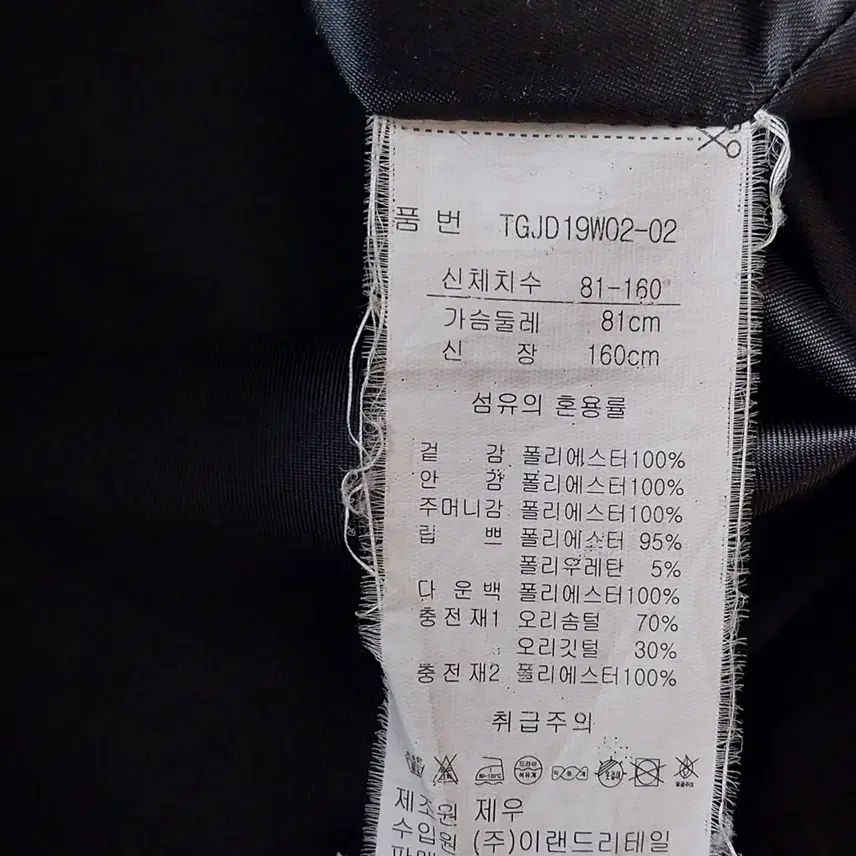 품 번 TGJD19W02-02
신체치수 81-160
가슴둘레 81cm
신 장 160cm
섬유의 혼용률
겉 감 폴리에스터100%
안 감 폴리에스터100%
주머니감 폴리에스터100%
립 쁘 폴리에스터 95%
폴리우레탄 5%
다 운 백 폴리에스터100%
충 전 재1 오리솜털 70%
오리깃털 30%
충 전 재2 폴리에스터100%
취급주의
드라이
제조원 제우
수입원 (주)이랜드리테일